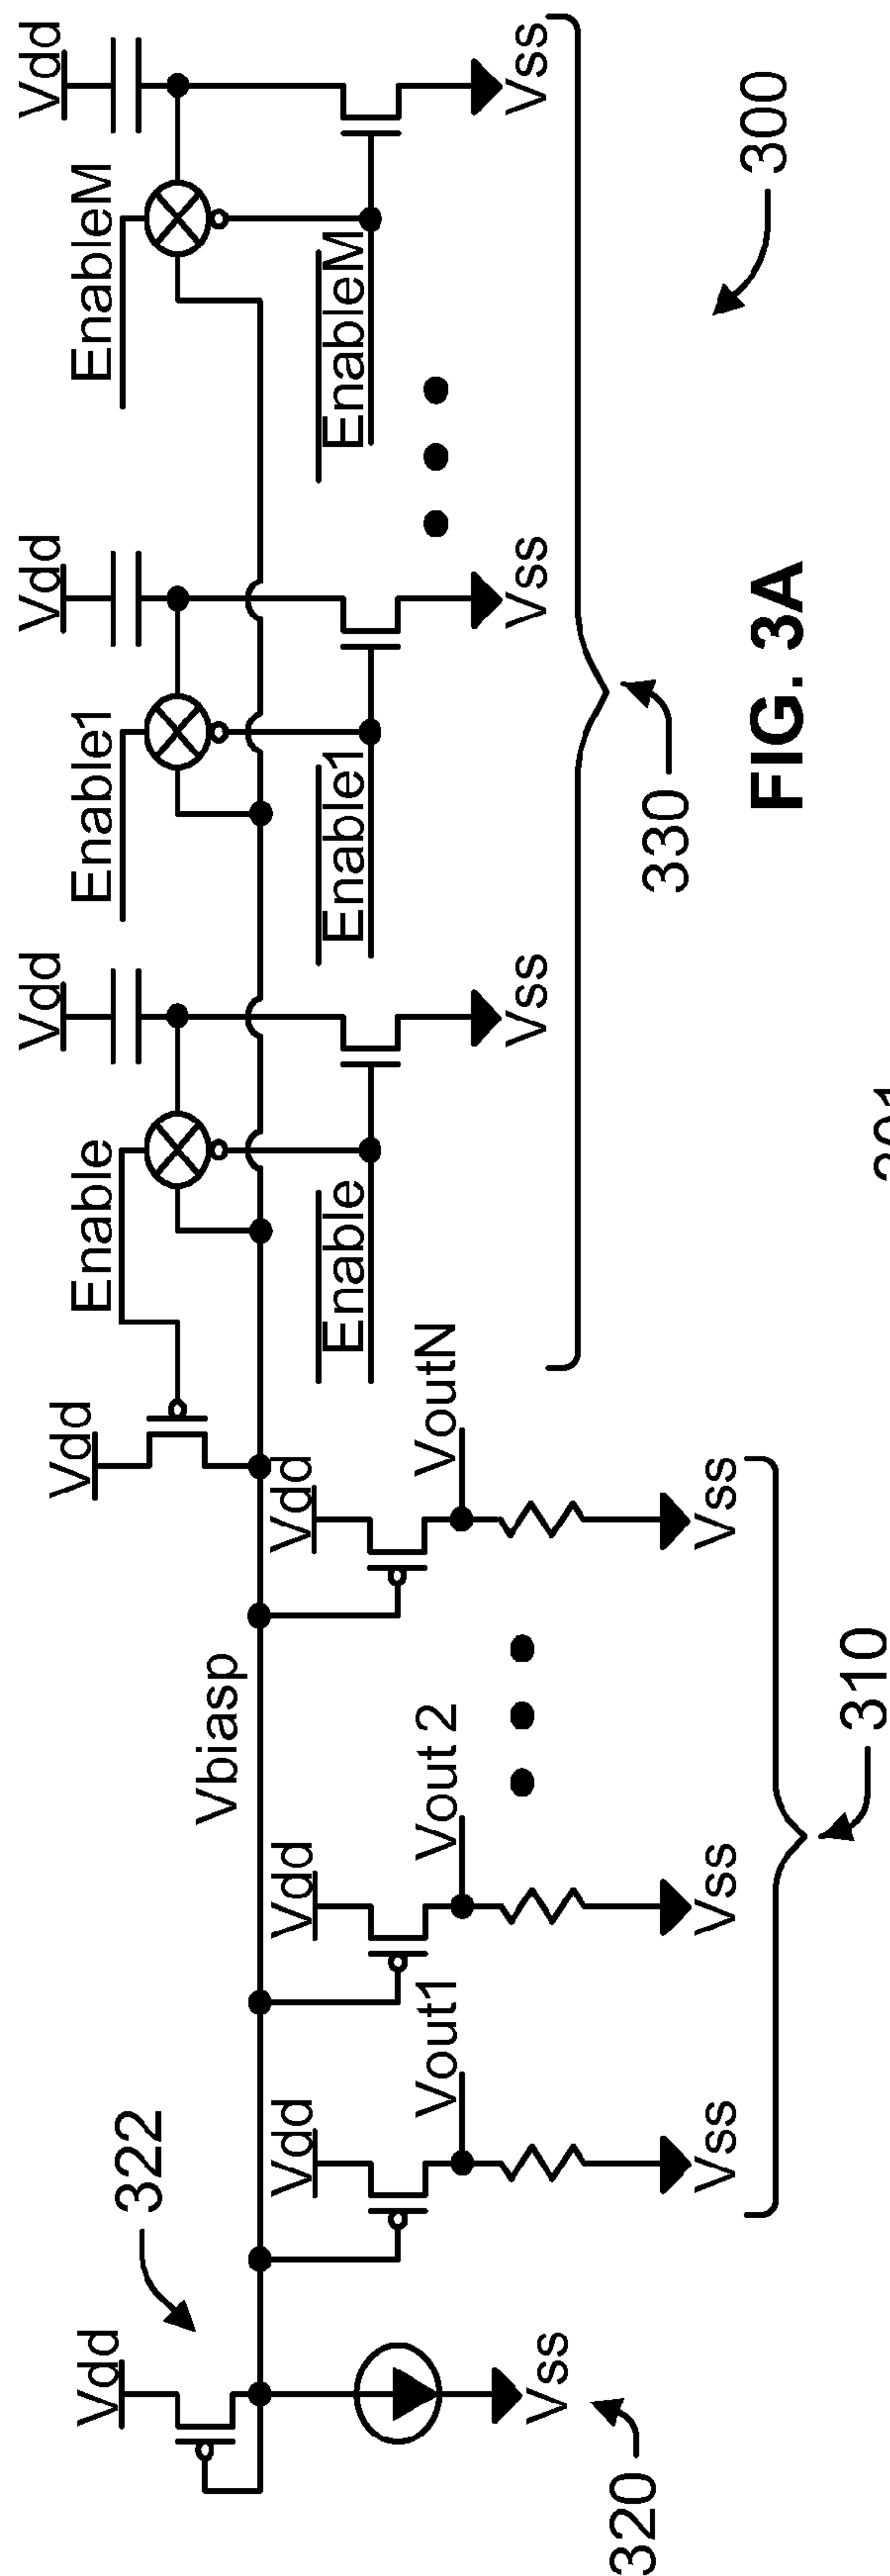 Vdd
Vdd
Vdd
Vdd
Vdd
Enable
Enable1
EnableM
322
Vbiasp
Vdd
Vdd
Vdd
Enable
Enable1
EnableM
Vout1
Vout 2
VoutN
Vss
Vss
Vss
Vss
320
330
Vss
Vss
Vss
300
FIG. 3A
310